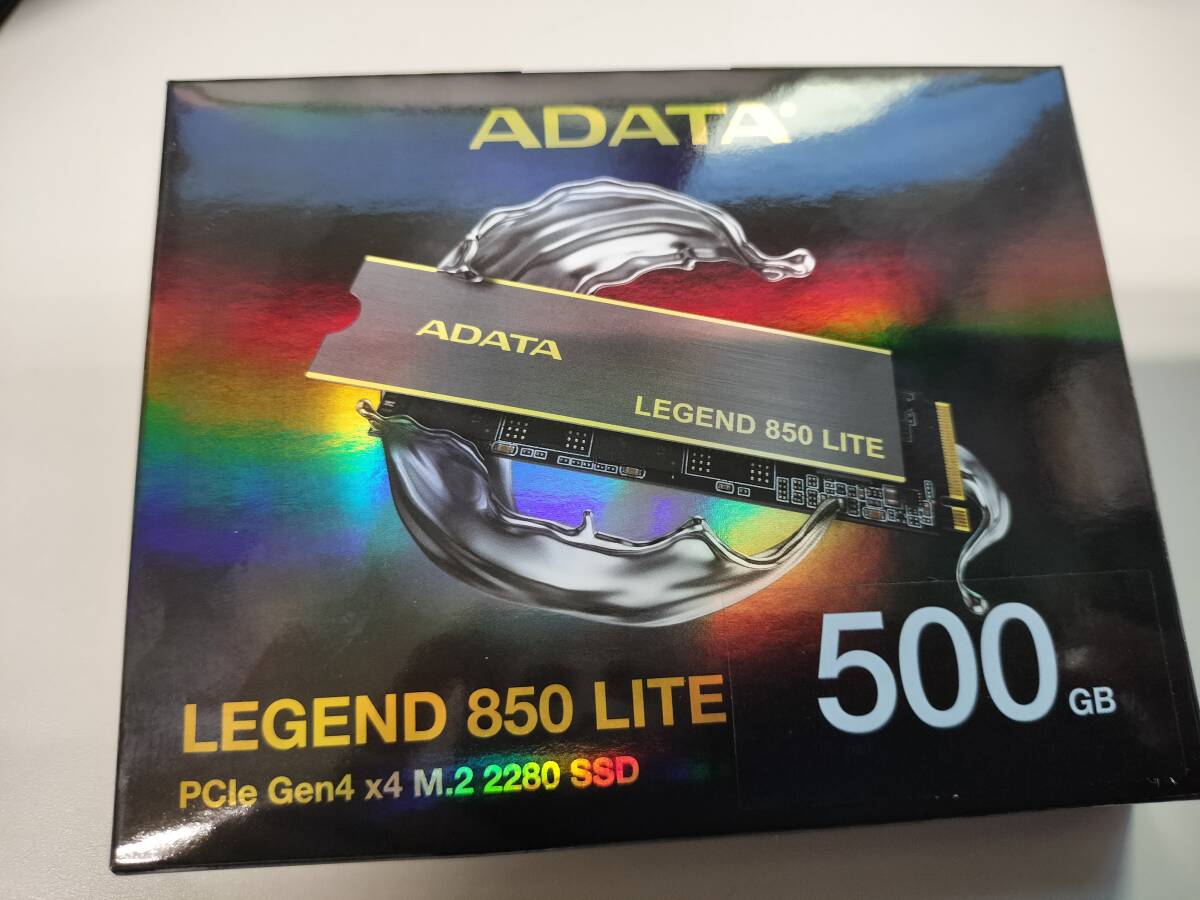 ADATA®
ADATA
LEGEND 850 LITE
LEGEND 850 LITE
500 GB
PCIe Gen4 x4 M.2 2280 SSD